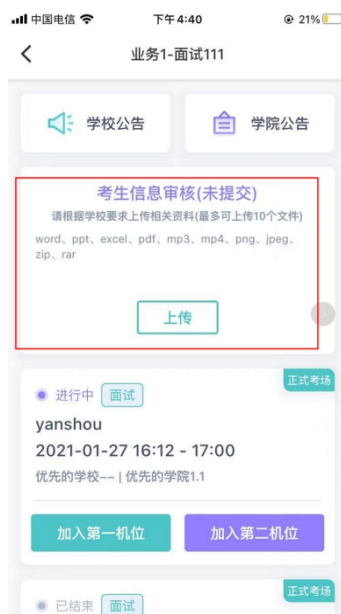 中国电信 下午4:40 21%
业务1-面试111
学校公告 学院公告
考生信息审核(未提交)
请根据学校要求上传相关资料(最多可上传10个文件)
word、ppt、excel、pdf、mp3、mp4、png、jpeg、
zip、rar
上传
正式考场
进行中 面试
yanshou
2021-01-27 16:12 - 17:00
优先的学校-- | 优先的学院1.1
加入第一机位 加入第二机位
正式考场
已结束 面试